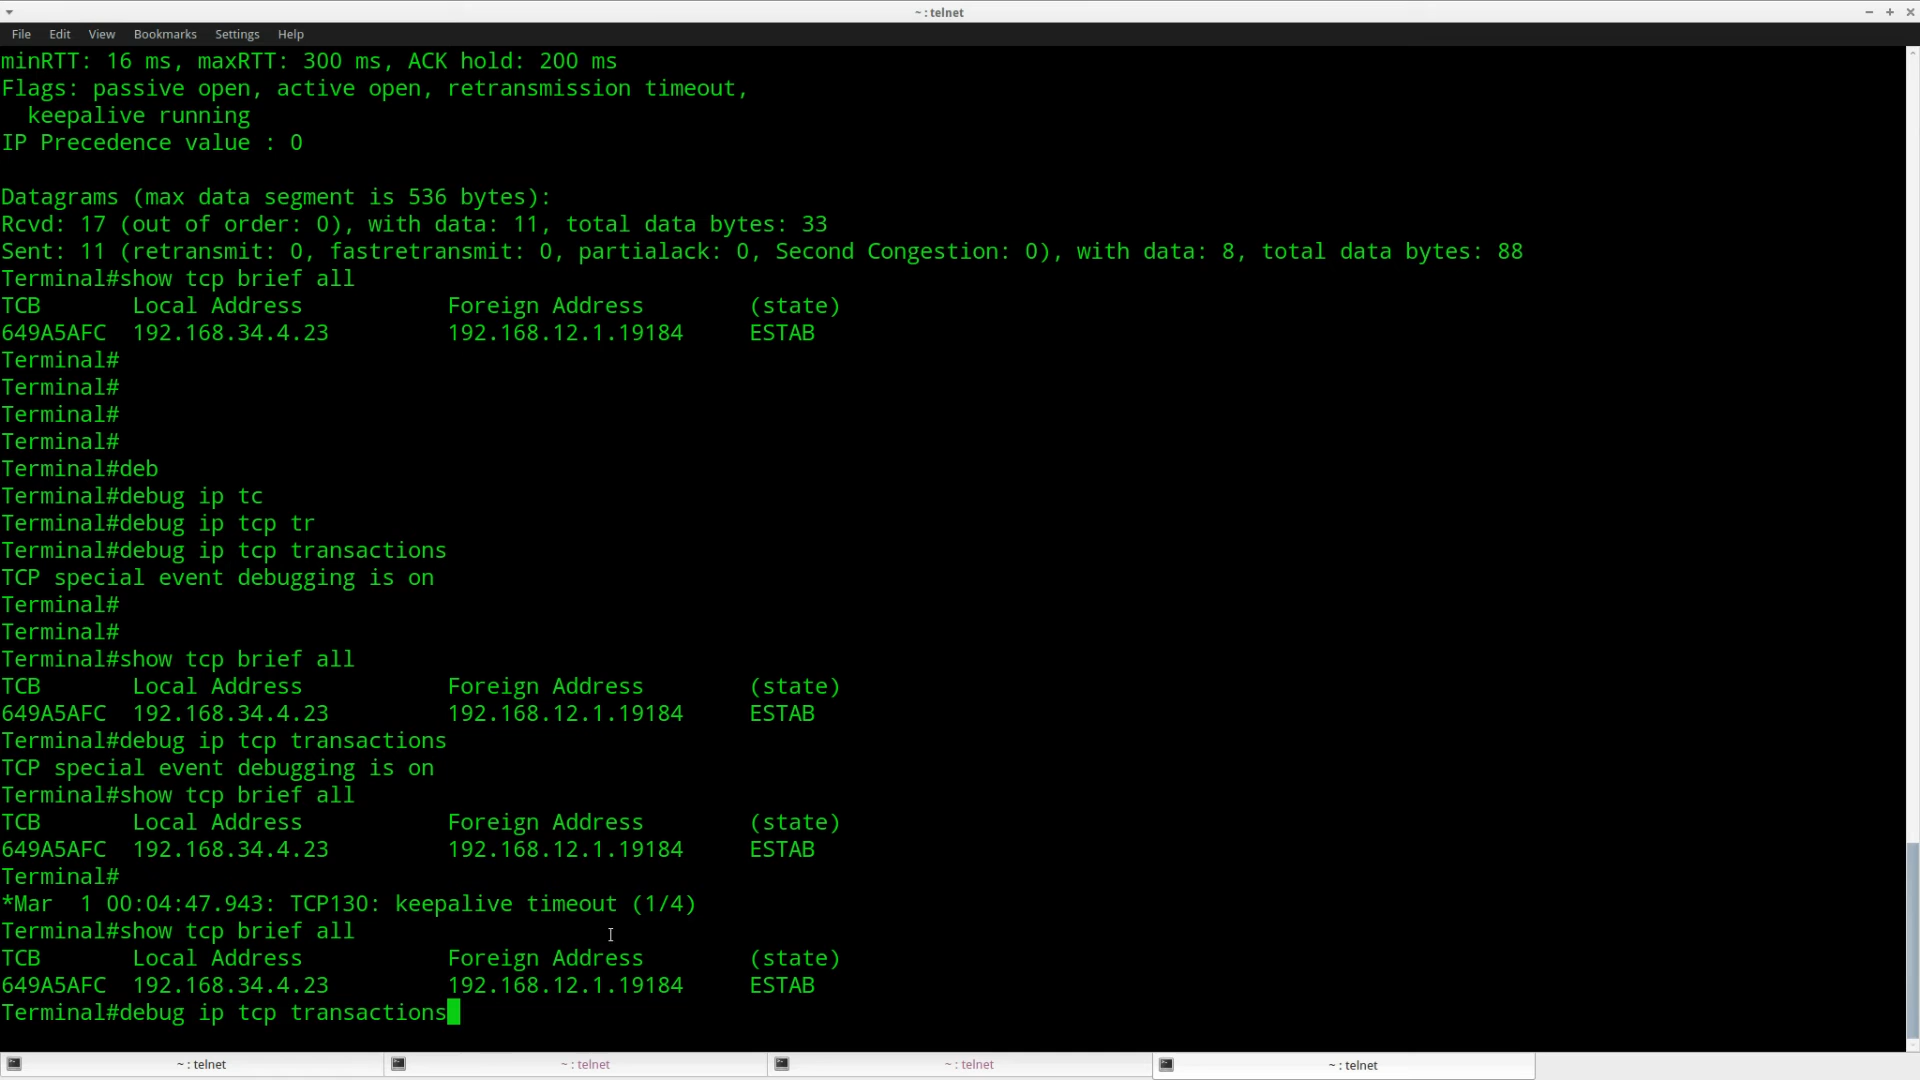 ~ : telnet
File Edit View Bookmarks Settings Help
minRTT: 16 ms, maxRTT: 300 ms, ACK hold: 200 ms
Flags: passive open, active open, retransmission timeout,
  keepalive running
IP Precedence value : 0

Datagrams (max data segment is 536 bytes):
Rcvd: 17 (out of order: 0), with data: 11, total data bytes: 33
Sent: 11 (retransmit: 0, fastretransmit: 0, partialack: 0, Second Congestion: 0), with data: 8, total data bytes: 88
Terminal#show tcp brief all
TCB       Local Address           Foreign Address        (state)
649A5AFC  192.168.34.4.23         192.168.12.1.19184     ESTAB
Terminal#
Terminal#
Terminal#
Terminal#
Terminal#deb
Terminal#debug ip tc
Terminal#debug ip tcp tr
Terminal#debug ip tcp transactions
TCP special event debugging is on
Terminal#
Terminal#
Terminal#show tcp brief all
TCB       Local Address           Foreign Address        (state)
649A5AFC  192.168.34.4.23         192.168.12.1.19184     ESTAB
Terminal#debug ip tcp transactions
TCP special event debugging is on
Terminal#show tcp brief all
TCB       Local Address           Foreign Address        (state)
649A5AFC  192.168.34.4.23         192.168.12.1.19184     ESTAB
Terminal#
*Mar  1 00:04:47.943: TCP130: keepalive timeout (1/4)
Terminal#show tcp brief all
TCB       Local Address           Foreign Address        (state)
649A5AFC  192.168.34.4.23         192.168.12.1.19184     ESTAB
Terminal#debug ip tcp transactions
~ : telnet ~ : telnet ~ : telnet ~ : telnet